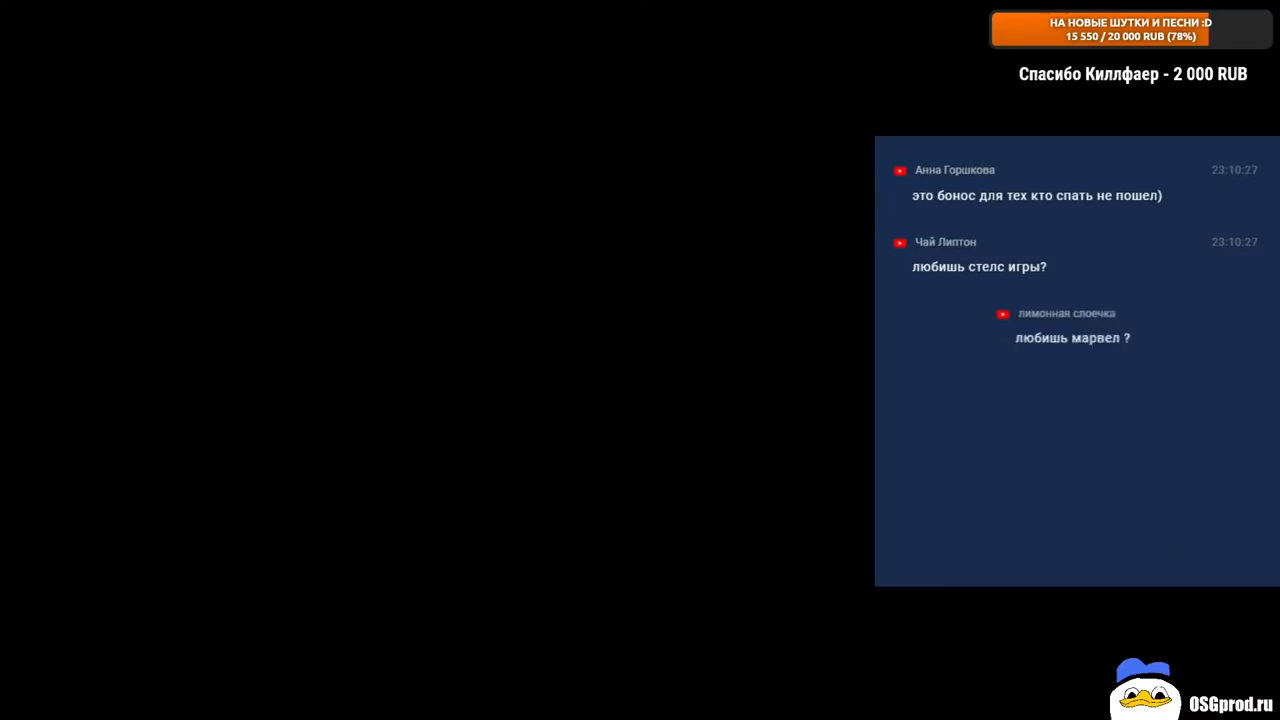 НА НОВЫЕ ШУТКИ И ПЕСНИ :D
15 550 / 20 000 RUB (78%)
Спасибо Киллфаер - 2 000 RUB
Анна Горшкова 23:10:27
это бонос для тех кто спать не пошел)
Чай Липтон 23:10:27
любишь стелс игры?
лимонная слоечка
любишь марвел ?
OSGprod.ru